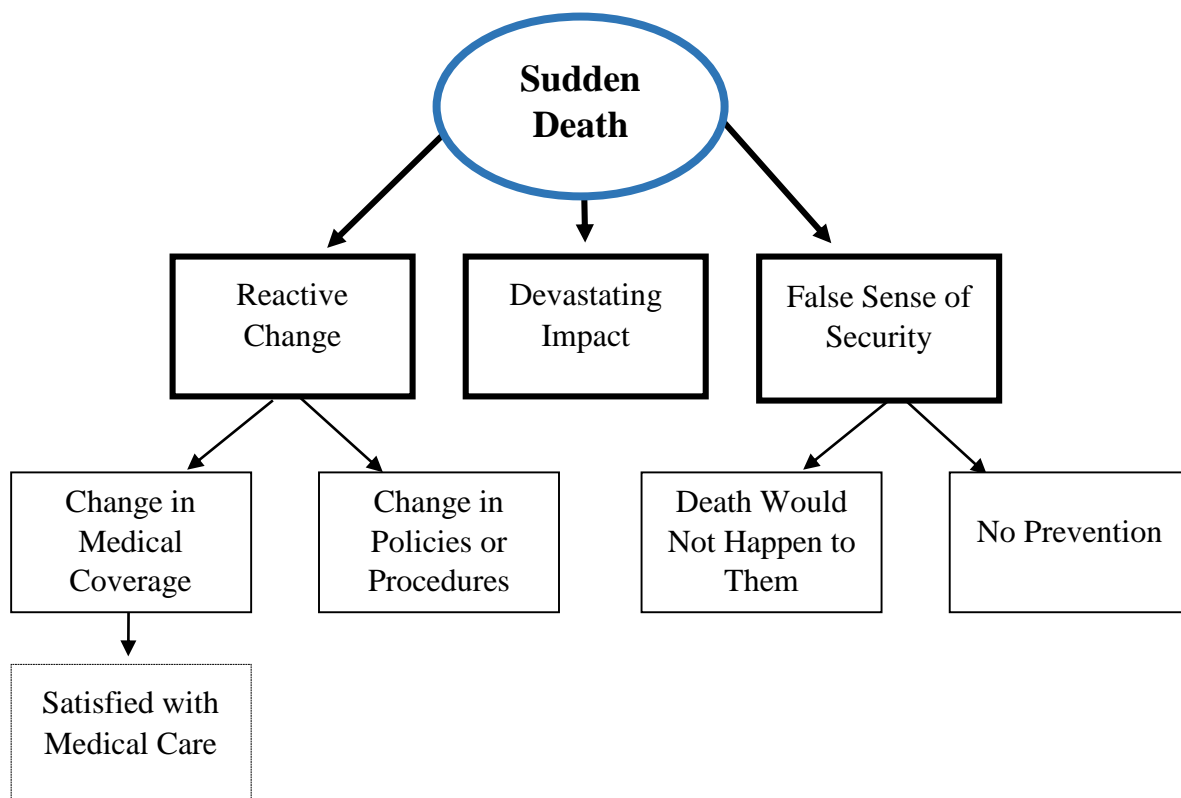 Sudden
Death
Reactive
Change
Devastating
Impact
False Sense of
Security
Change in
Medical
Coverage
Change in
Policies or
Procedures
Death Would
Not Happen to
Them
No Prevention
Satisfied with
Medical Care